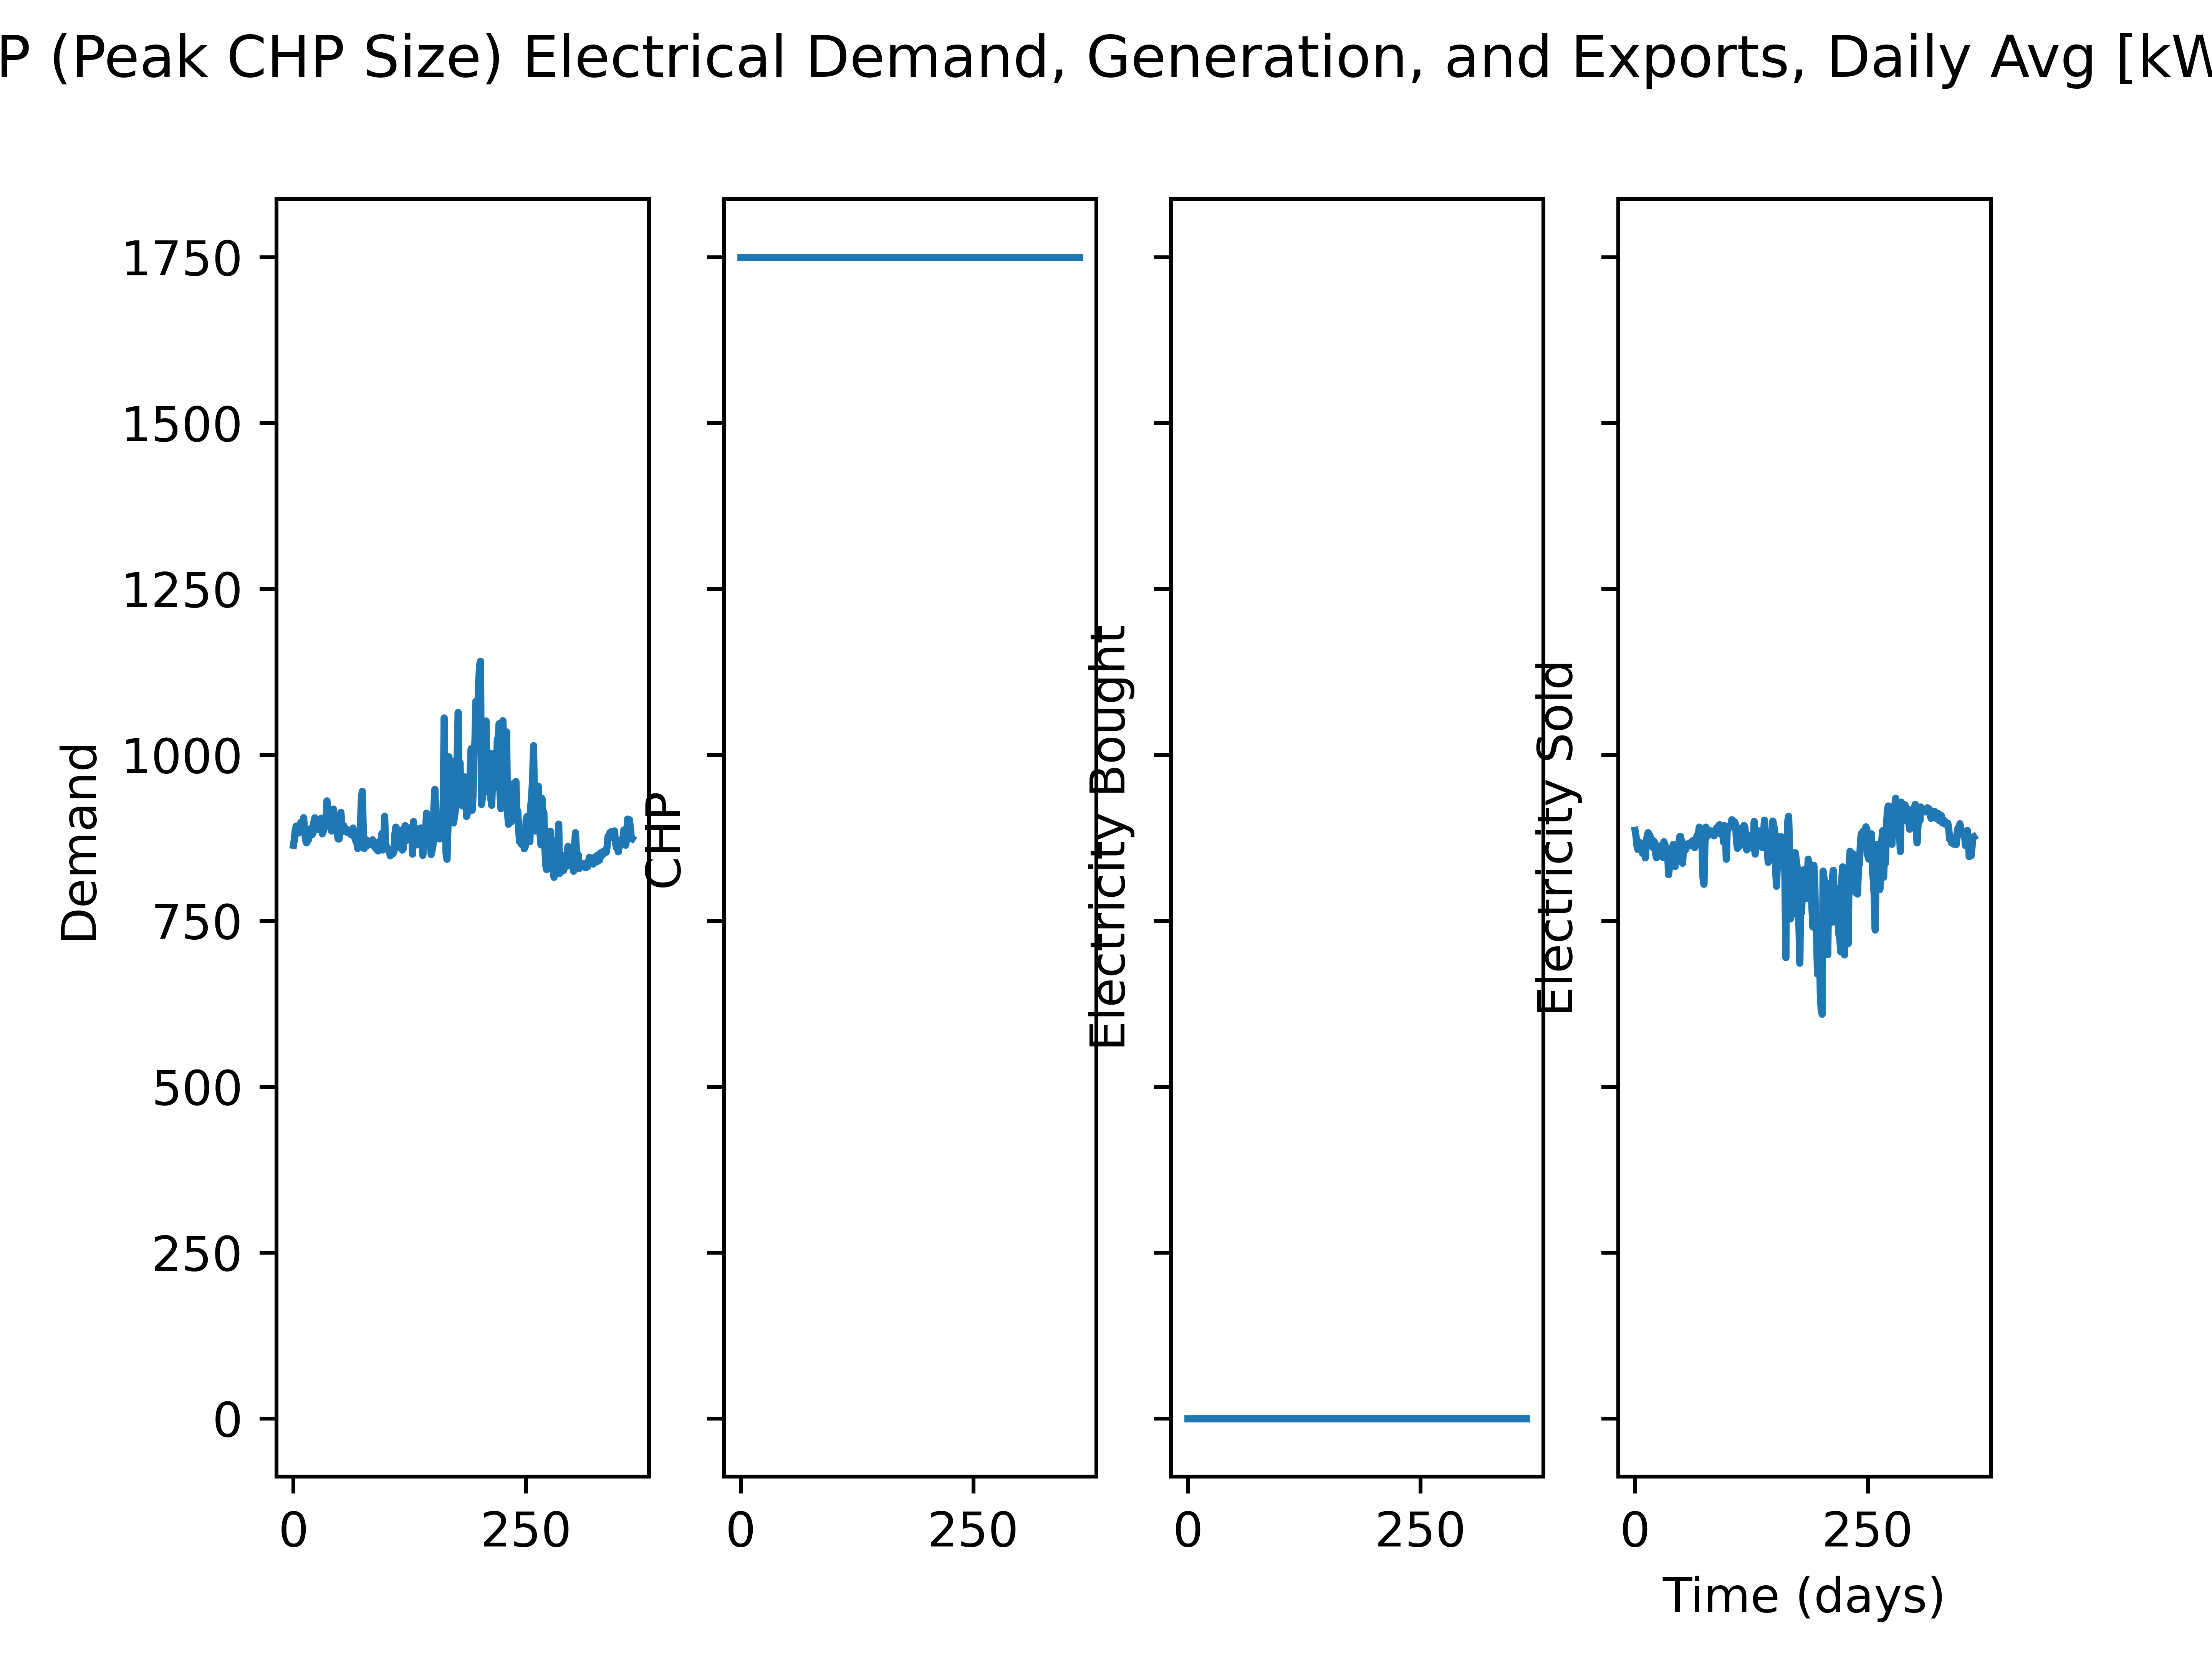 P (Peak CHP Size) Electrical Demand, Generation, and Exports, Daily Avg [kW
Demand
1750
1500
1250
1000
750
500
250
0
CHP
Electricity Bought
Electricity Sold
0 250 0 250 0 250 0 250
Time (days)